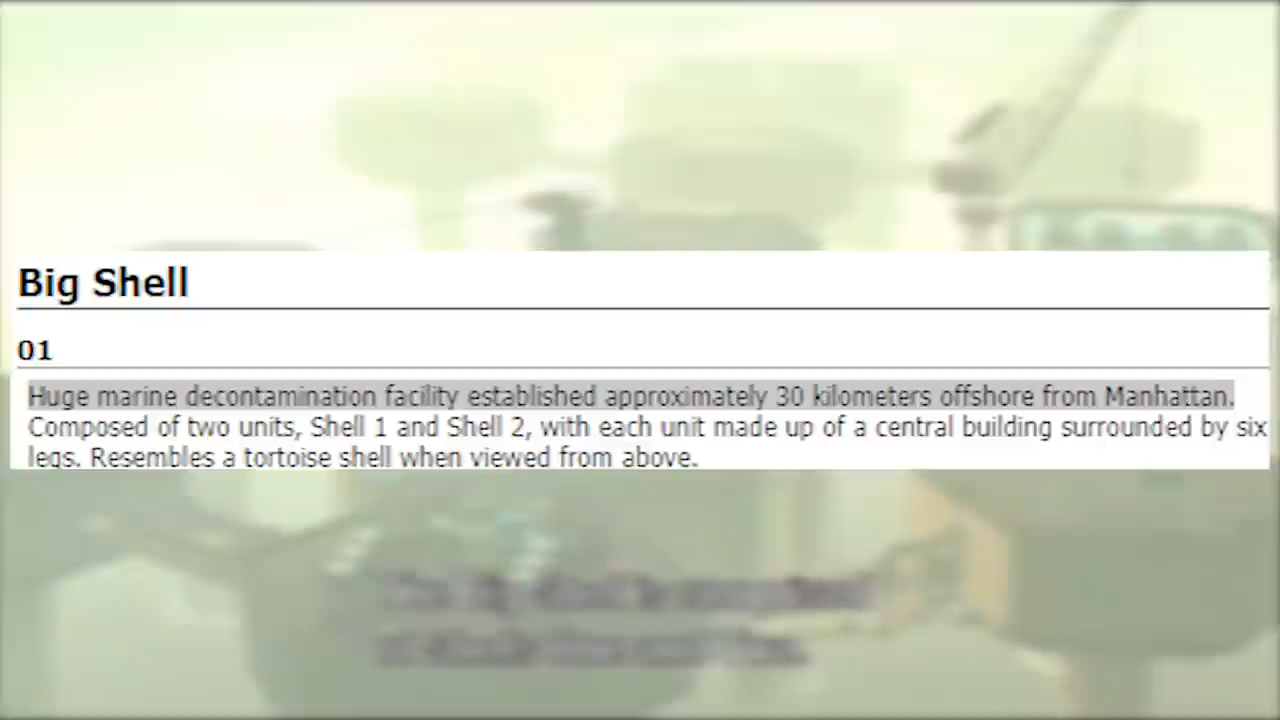 Big Shell
01
Huge marine decontamination facility established approximately 30 kilometers offshore from Manhattan.
Composed of two units, Shell 1 and Shell 2, with each unit made up of a central building surrounded by six
legs. Resembles a tortoise shell when viewed from above.